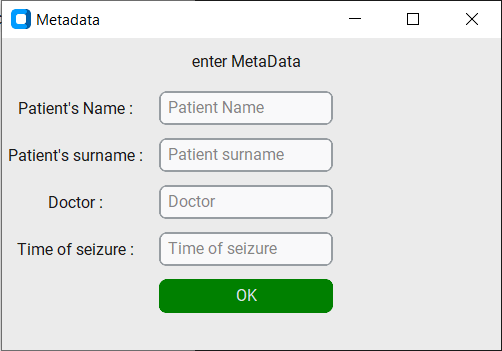 Metadata
enter MetaData
Patient's Name : Patient Name
Patient's surname : Patient surname
Doctor : Doctor
Time of seizure : Time of seizure
OK